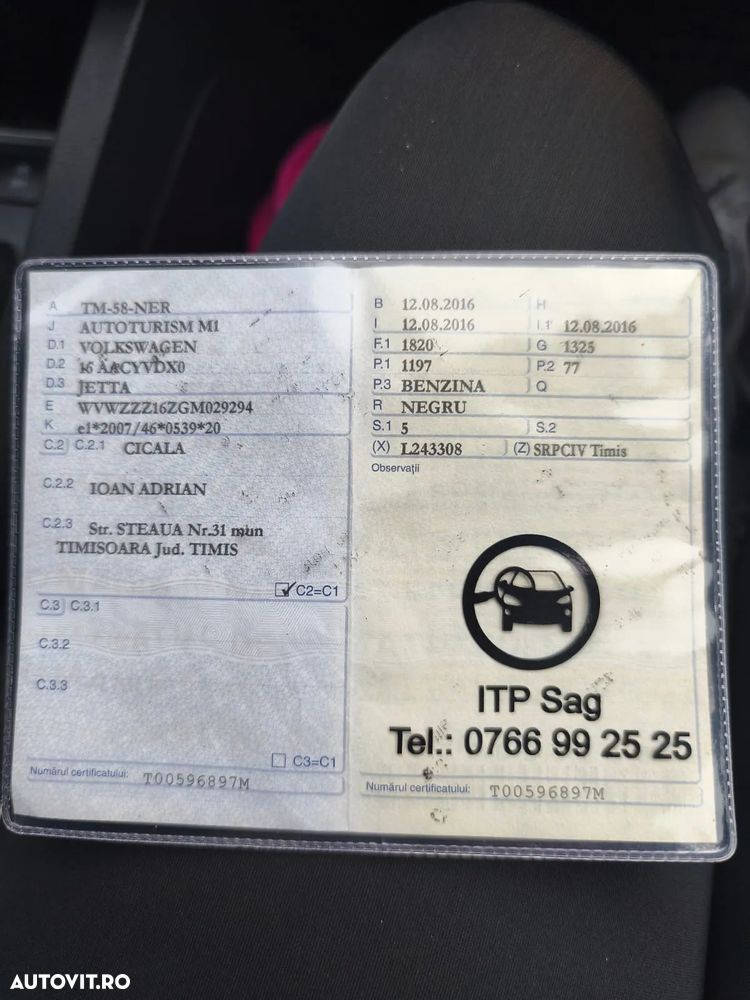 A TM-58-NER
J AUTOTURISM M1
D.1 VOLKSWAGEN
D.2 16
D.3 JETTA
E WVWZZZ16ZGM029294
K e1*2007/46*0539*20
C.2 C.2.1 CICALA
C.2.2 IOAN ADRIAN
C.2.3 Str. STEAUA Nr.31 mun
TIMISOARA Jud. TIMIS
C2=C1
C.3 C.3.1
C.3.2
C.3.3
C3=C1
Numărul certificatului: T00596897M
B 12.08.2016 H
I 12.08.2016 I.1 12.08.2016
F.1 1820 G 1325
P.1 1197 P.2 77
P.3 BENZINA Q
R NEGRU
S.1 5 S.2
(X) L243308 (Z) SRPCIV Timis
Observații
ITP Sag
Tel.: 0766 99 25 25
Numărul certificatului: T00596897M
AUTOVIT.RO